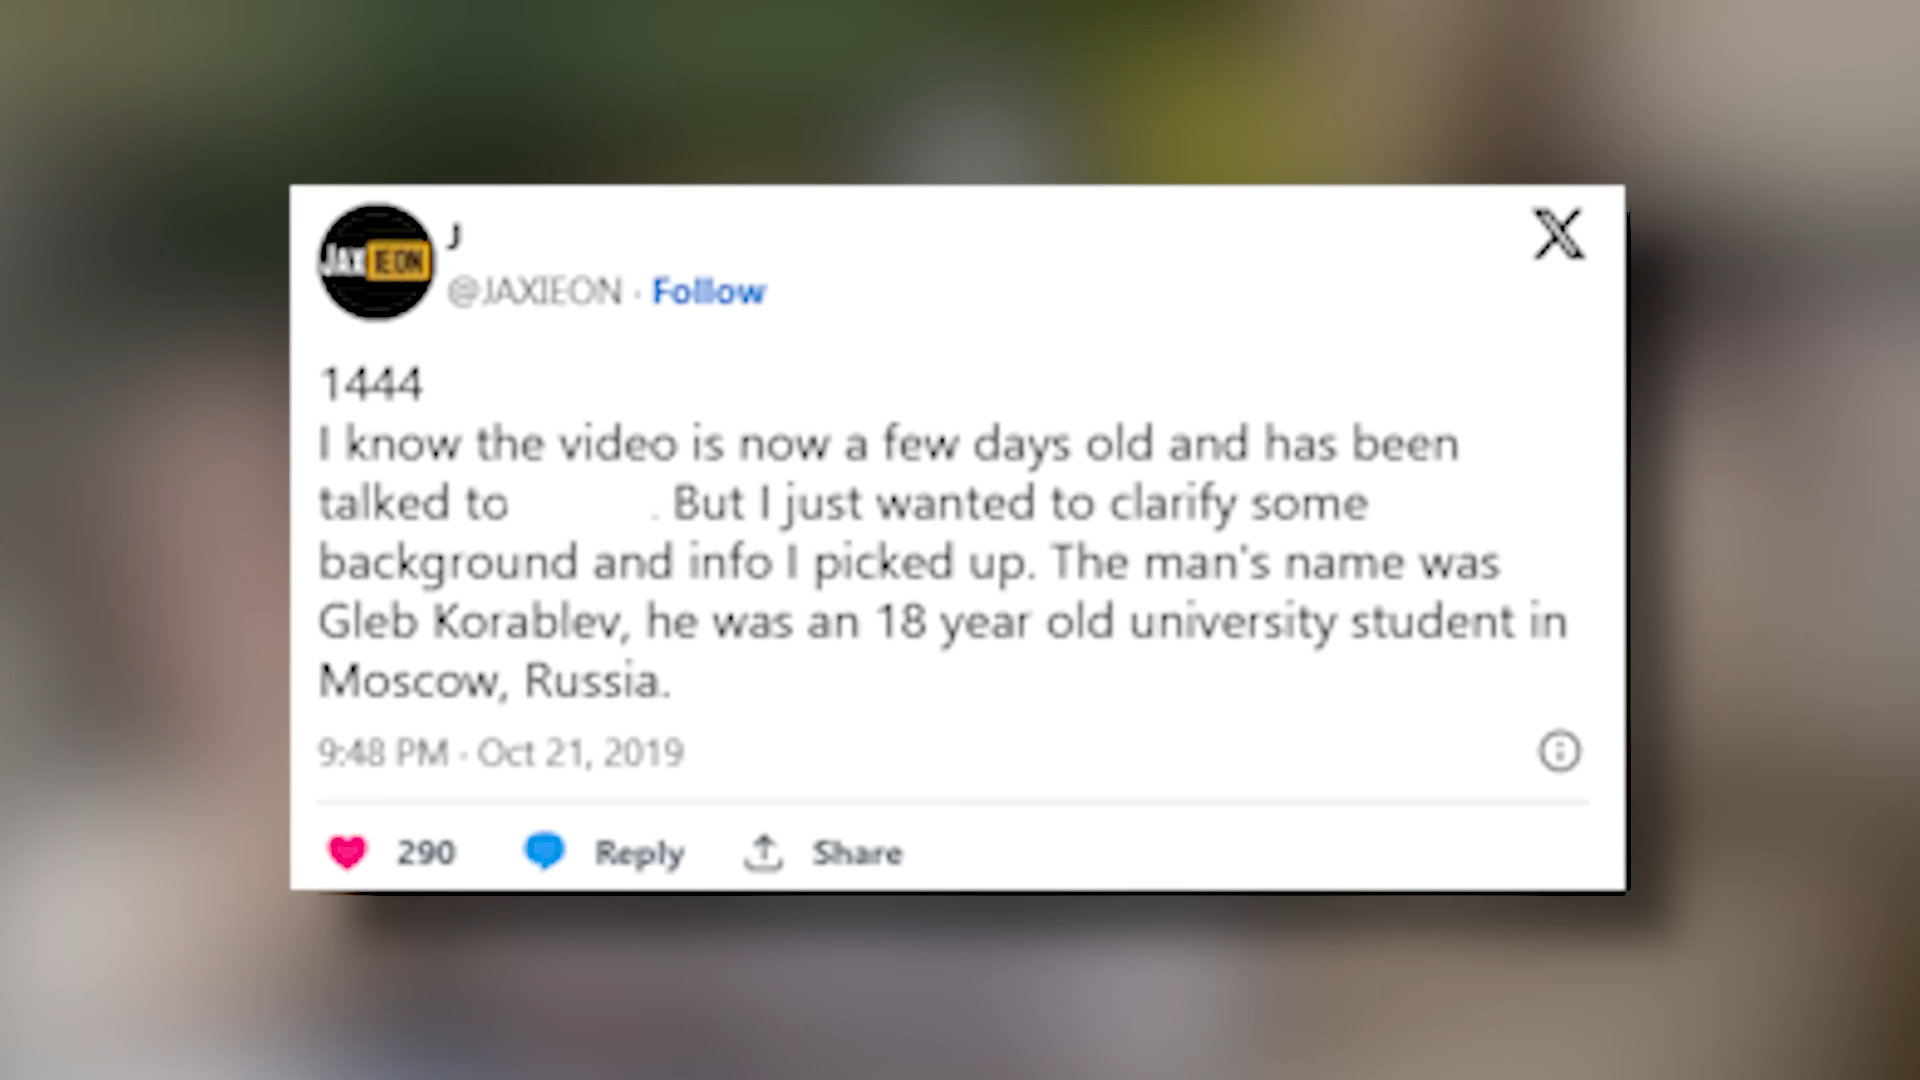 JAXIEON
J
@JAXIEON · Follow
1444
I know the video is now a few days old and has been
talked to . But I just wanted to clarify some
background and info I picked up. The man's name was
Gleb Korablev, he was an 18 year old university student in
Moscow, Russia.
9:48 PM · Oct 21, 2019
290 Reply Share